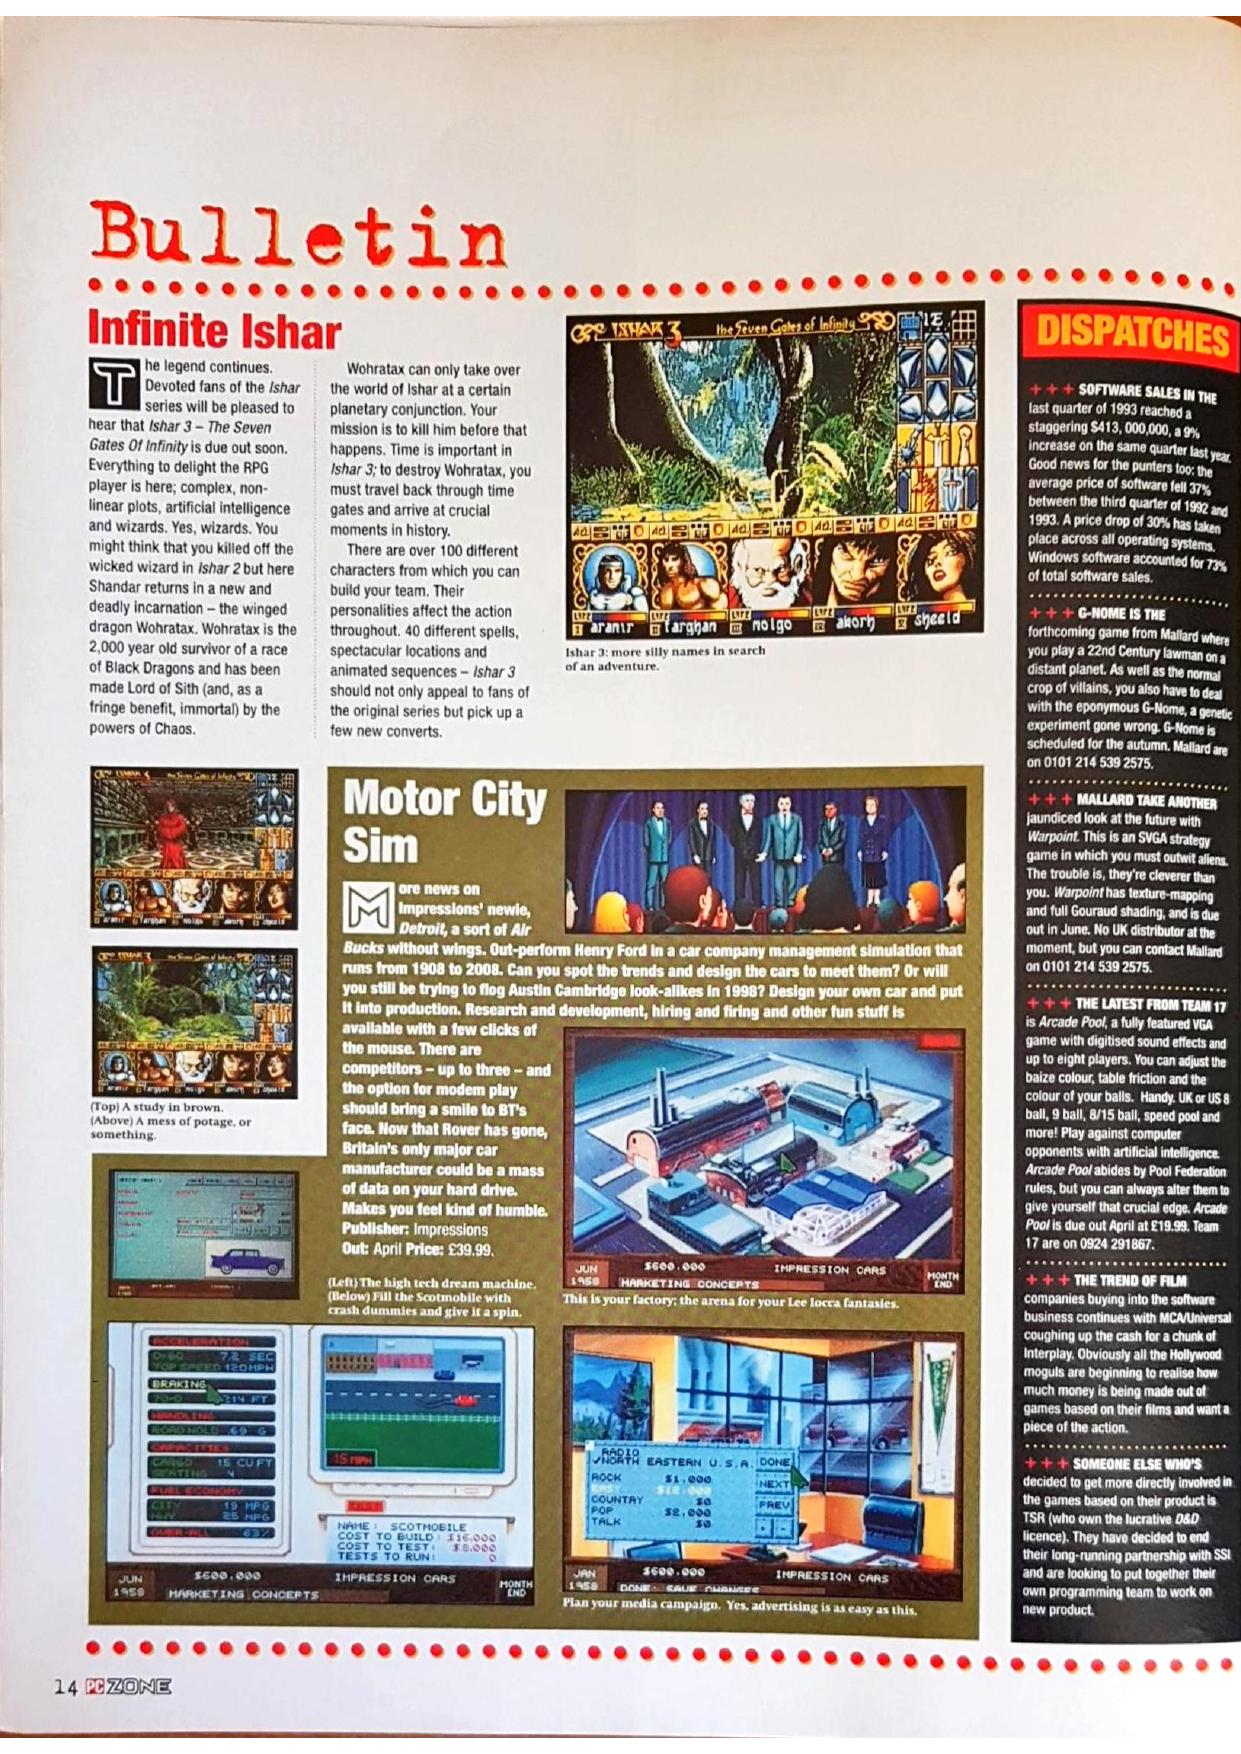 Bulletin
Infinite Ishar
The legend continues.
Devoted fans of the Ishar
series will be pleased to
hear that Ishar 3 – The Seven
Gates Of Infinity is due out soon.
Everything to delight the RPG
player is here; complex, non-
linear plots, artificial intelligence
and wizards. Yes, wizards. You
might think that you killed off the
wicked wizard in Ishar 2 but here
Shandar returns in a new and
deadly incarnation – the winged
dragon Wohratax. Wohratax is the
2,000 year old survivor of a race
of Black Dragons and has been
made Lord of Sith (and, as a
fringe benefit, immortal) by the
powers of Chaos.
Wohratax can only take over
the world of Ishar at a certain
planetary conjunction. Your
mission is to kill him before that
happens. Time is important in
Ishar 3; to destroy Wohratax, you
must travel back through time
gates and arrive at crucial
moments in history.
There are over 100 different
characters from which you can
build your team. Their
personalities affect the action
throughout. 40 different spells,
spectacular locations and
animated sequences – Ishar 3
should not only appeal to fans of
the original series but pick up a
few new converts.
ISHAR 3 the Seven Gates of Infinity
aramir farghan molgo akorh sheeld
Ishar 3: more silly names in search
of an adventure.
(Top) A study in brown.
(Above) A mess of potage, or
something.
Motor City
Sim
More news on
Impressions' newie,
Detroit, a sort of Air
Bucks without wings. Out-perform Henry Ford in a car company management simulation that
runs from 1908 to 2008. Can you spot the trends and design the cars to meet them? Or will
you still be trying to flog Austin Cambridge look-alikes in 1998? Design your own car and put
it into production. Research and development, hiring and firing and other fun stuff is
available with a few clicks of
the mouse. There are
competitors – up to three – and
the option for modem play
should bring a smile to BT's
face. Now that Rover has gone,
Britain's only major car
manufacturer could be a mass
of data on your hard drive.
Makes you feel kind of humble.
Publisher: Impressions
Out: April Price: £39.99.
(Left) The high tech dream machine.
(Below) Fill the Scotmobile with
crash dummies and give it a spin.
JUN
1958
$600.000
IMPRESSION CARS
MARKETING CONCEPTS
MONTH
END
This is your factory; the arena for your Lee Iocca fantasies.
ACCELERATION
0-60 7.2 SEC
TOP SPEED 120MPH
BRAKING
214 FT
HANDLING
ROAD HOLD .69 G
CAPACITIES
CARGO 15 CU FT
SEATING 4
FUEL ECONOMY
CITY 19 MPG
HWY 25 MPG
OVER-ALL 63%
15 MPH
NAME: SCOTMOBILE
COST TO BUILD: $16,000
COST TO TEST: $8,000
TESTS TO RUN: 0
JUN
1958
$600.000
IMPRESSION CARS
MARKETING CONCEPTS
MONTH
END
RADIO
NORTH EASTERN U.S.A. DONE
ROCK $1.000
NEXT
EASY $18.000
COUNTRY $0
PREV
POP $2.000
TALK $0
JAN
1958
$600.000
IMPRESSION CARS
DONE: SAVE CHANGES
Plan your media campaign. Yes, advertising is as easy as this.
DISPATCHES
+++ SOFTWARE SALES IN THE
last quarter of 1993 reached a
staggering $413, 000,000, a 9%
increase on the same quarter last year.
Good news for the punters too: the
average price of software fell 37%
between the third quarter of 1992 and
1993. A price drop of 30% has taken
place across all operating systems.
Windows software accounted for 73%
of total software sales.
+++ G-NOME IS THE
forthcoming game from Mallard where
you play a 22nd Century lawman on a
distant planet. As well as the normal
crop of villains, you also have to deal
with the eponymous G-Nome, a genetic
experiment gone wrong. G-Nome is
scheduled for the autumn. Mallard are
on 0101 214 539 2575.
+++ MALLARD TAKE ANOTHER
jaundiced look at the future with
Warpoint. This is an SVGA strategy
game in which you must outwit aliens.
The trouble is, they're cleverer than
you. Warpoint has texture-mapping
and full Gouraud shading, and is due
out in June. No UK distributor at the
moment, but you can contact Mallard
on 0101 214 539 2575.
+++ THE LATEST FROM TEAM 17
is Arcade Pool, a fully featured VGA
game with digitised sound effects and
up to eight players. You can adjust the
baize colour, table friction and the
colour of your balls. Handy. UK or US 8
ball, 9 ball, 8/15 ball, speed pool and
more! Play against computer
opponents with artificial intelligence.
Arcade Pool abides by Pool Federation
rules, but you can always alter them to
give yourself that crucial edge. Arcade
Pool is due out April at £19.99. Team
17 are on 0924 291867.
+++ THE TREND OF FILM
companies buying into the software
business continues with MCA/Universal
coughing up the cash for a chunk of
Interplay. Obviously all the Hollywood
moguls are beginning to realise how
much money is being made out of
games based on their films and want a
piece of the action.
+++ SOMEONE ELSE WHO'S
decided to get more directly involved in
the games based on their product is
TSR (who own the lucrative D&D
licence). They have decided to end
their long-running partnership with SSI
and are looking to put together their
own programming team to work on
new product.
14 PC ZONE